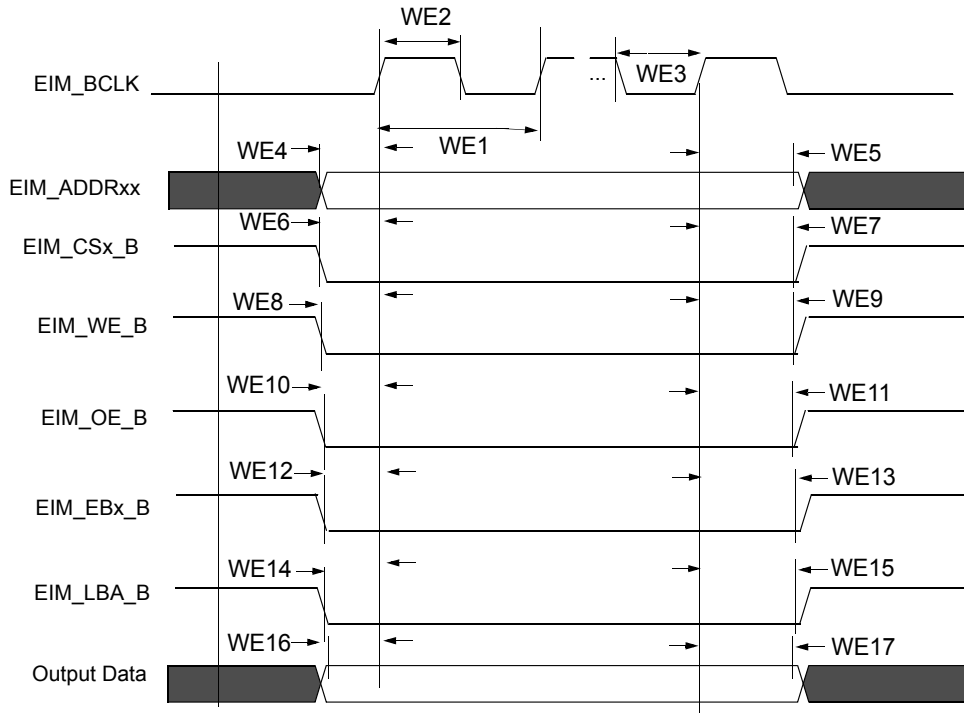 WE2
EIM_BCLK
...
WE3
WE1
WE4
WE5
EIM_ADDRxx
WE6
WE7
EIM_CSx_B
WE8
WE9
EIM_WE_B
WE10
WE11
EIM_OE_B
WE12
WE13
EIM_EBx_B
WE14
WE15
EIM_LBA_B
WE16
WE17
Output Data